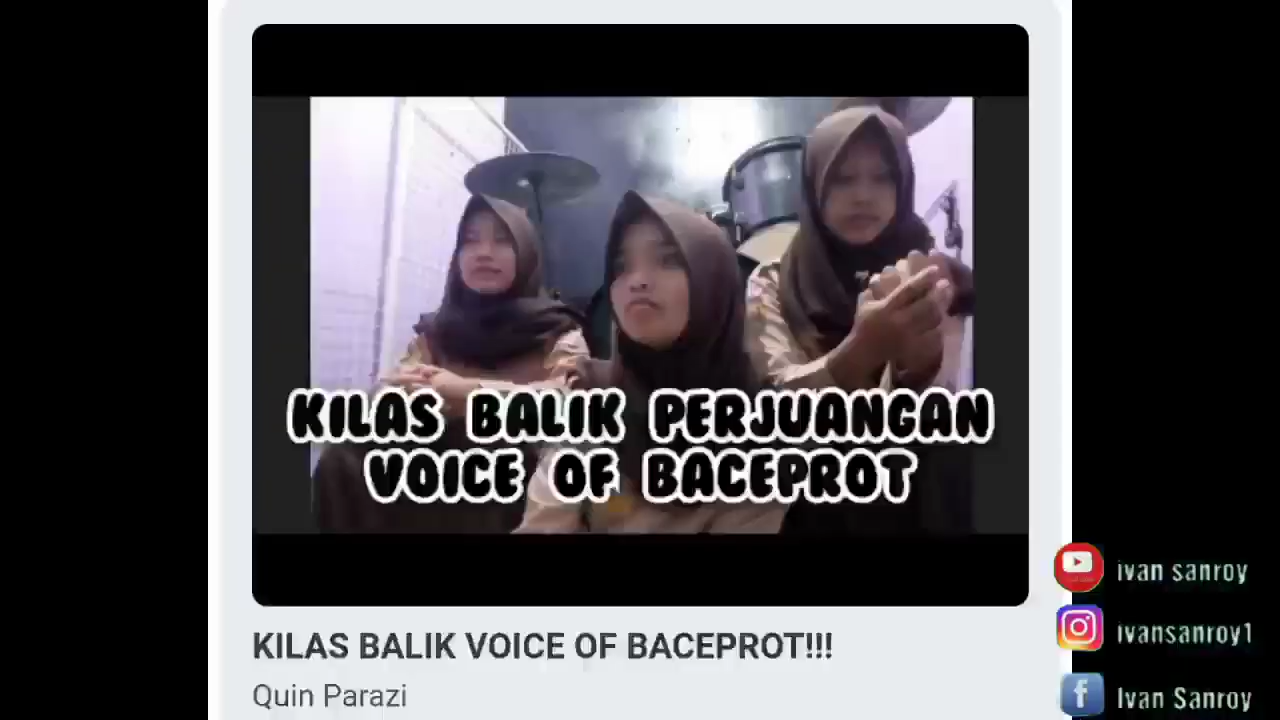 KILAS BALIK PERJUANGAN
VOICE OF BACEPROT
KILAS BALIK VOICE OF BACEPROT!!!
Quin Parazi
ivan sanroy
ivansanroy1
Ivan Sanroy